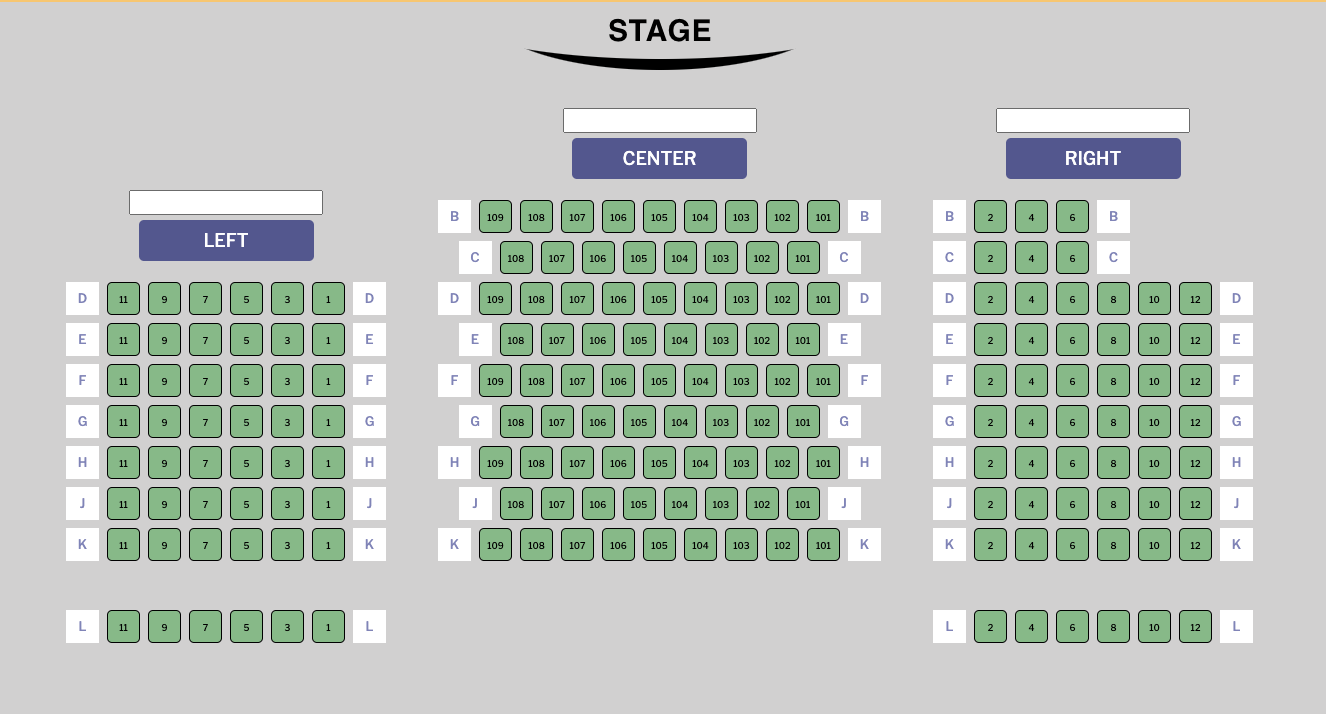 STAGE
CENTER RIGHT
B 109 108 107 106 105 104 103 102 101 B B 2 4 6 B
LEFT
C 108 107 106 105 104 103 102 101 C C 2 4 6 C
D 11 9 7 5 3 1 D D 109 108 107 106 105 104 103 102 101 D D 2 4 6 8 10 12 D
E 11 9 7 5 3 1 E E 108 107 106 105 104 103 102 101 E E 2 4 6 8 10 12 E
F 11 9 7 5 3 1 F F 109 108 107 106 105 104 103 102 101 F F 2 4 6 8 10 12 F
G 11 9 7 5 3 1 G G 108 107 106 105 104 103 102 101 G G 2 4 6 8 10 12 G
H 11 9 7 5 3 1 H H 109 108 107 106 105 104 103 102 101 H H 2 4 6 8 10 12 H
J 11 9 7 5 3 1 J J 108 107 106 105 104 103 102 101 J J 2 4 6 8 10 12 J
K 11 9 7 5 3 1 K K 109 108 107 106 105 104 103 102 101 K K 2 4 6 8 10 12 K
L 11 9 7 5 3 1 L L 2 4 6 8 10 12 L